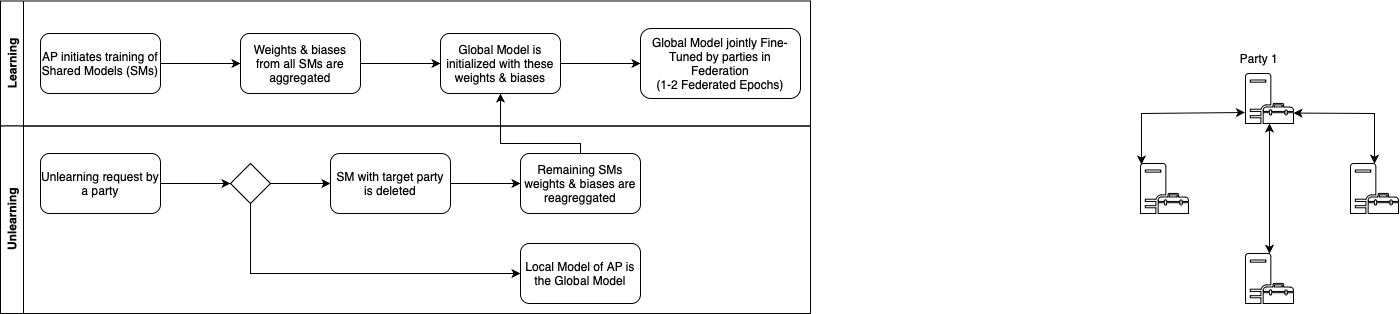 Learning
AP initiates training of
Shared Models (SMs)
Weights & biases
from all SMs are
aggregated
Global Model is
initialized with these
weights & biases
Global Model jointly Fine-
Tuned by parties in
Federation
(1-2 Federated Epochs)
Party 1
Unlearning
Unlearning request by
a party
SM with target party
is deleted
Remaining SMs
weights & biases are
reagreggated
Local Model of AP is
the Global Model